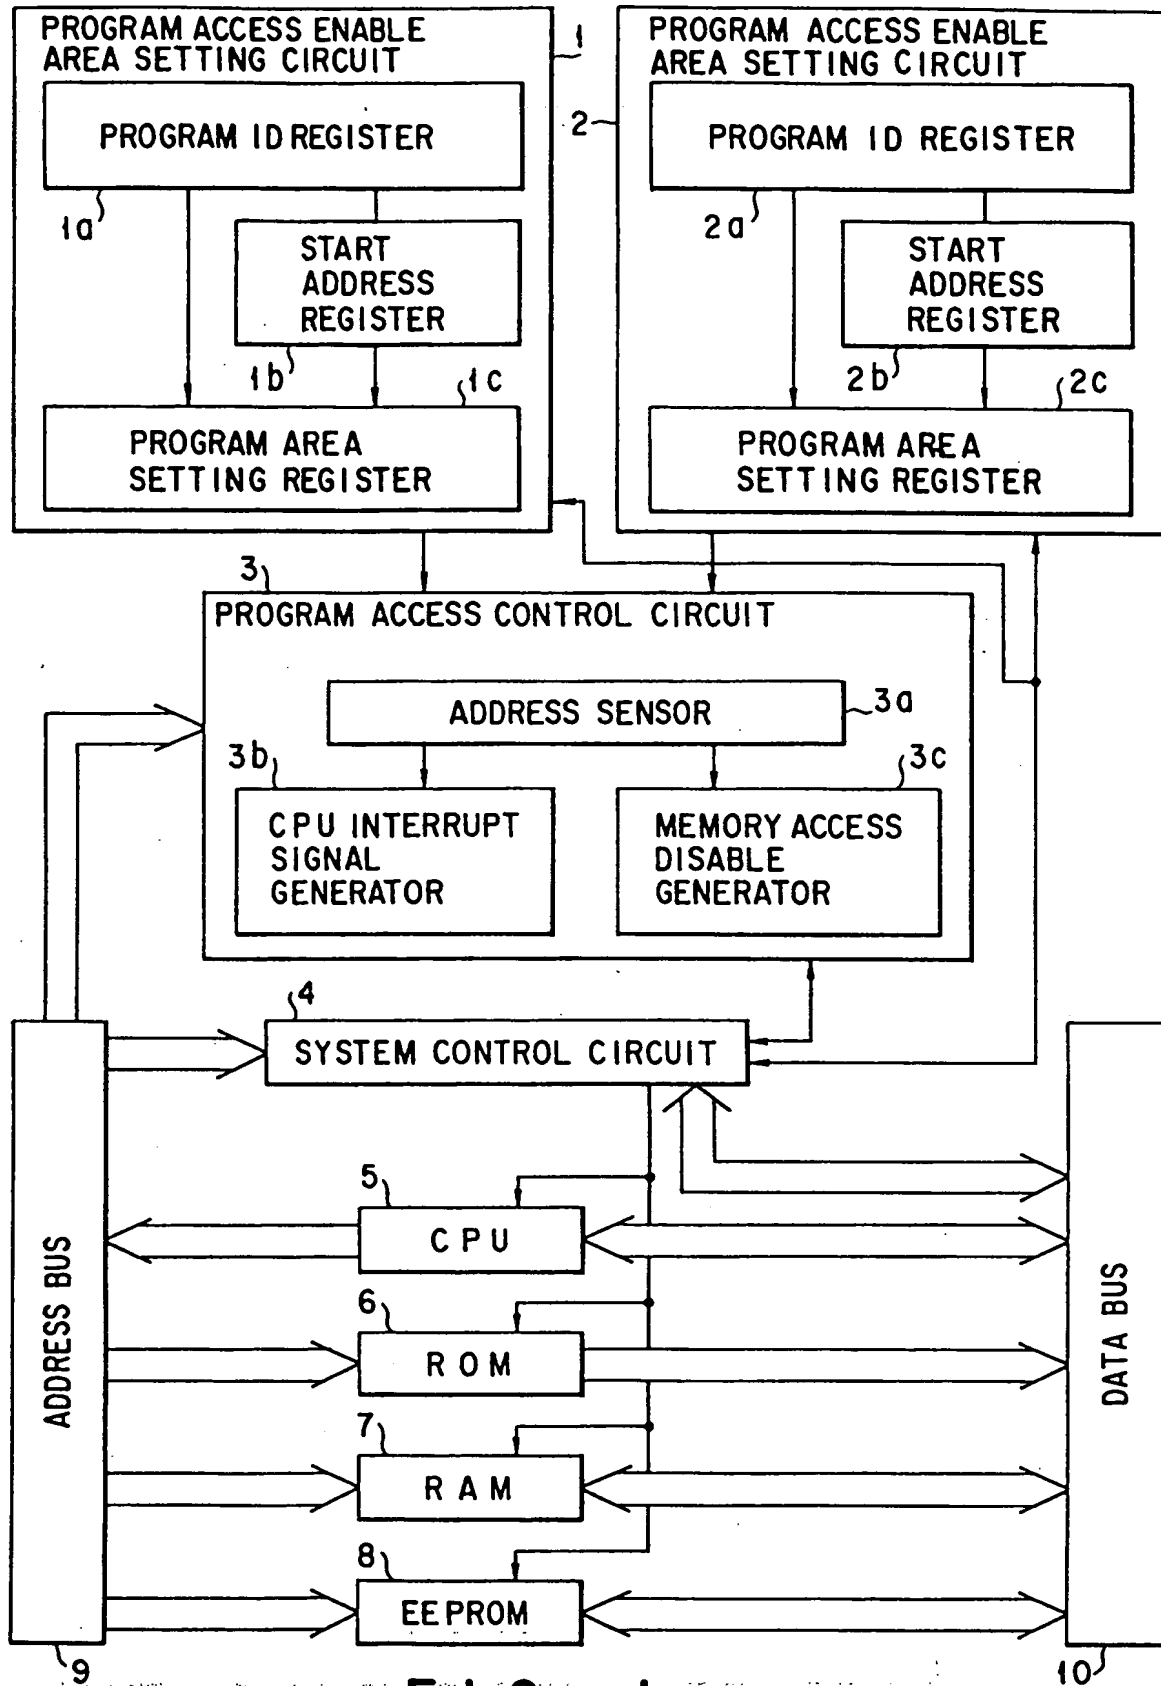 PROGRAM ACCESS ENABLE
AREA SETTING CIRCUIT
1
PROGRAM ID REGISTER
1a
START
ADDRESS
REGISTER
1b
1c
PROGRAM AREA
SETTING REGISTER
PROGRAM ACCESS ENABLE
AREA SETTING CIRCUIT
2
PROGRAM ID REGISTER
2a
START
ADDRESS
REGISTER
2b
2c
PROGRAM AREA
SETTING REGISTER
3
PROGRAM ACCESS CONTROL CIRCUIT
ADDRESS SENSOR
3a
3b
CPU INTERRUPT
SIGNAL
GENERATOR
3c
MEMORY ACCESS
DISABLE
GENERATOR
4
SYSTEM CONTROL CIRCUIT
5
CPU
6
ROM
7
RAM
8
EEPROM
ADDRESS BUS
9
DATA BUS
10